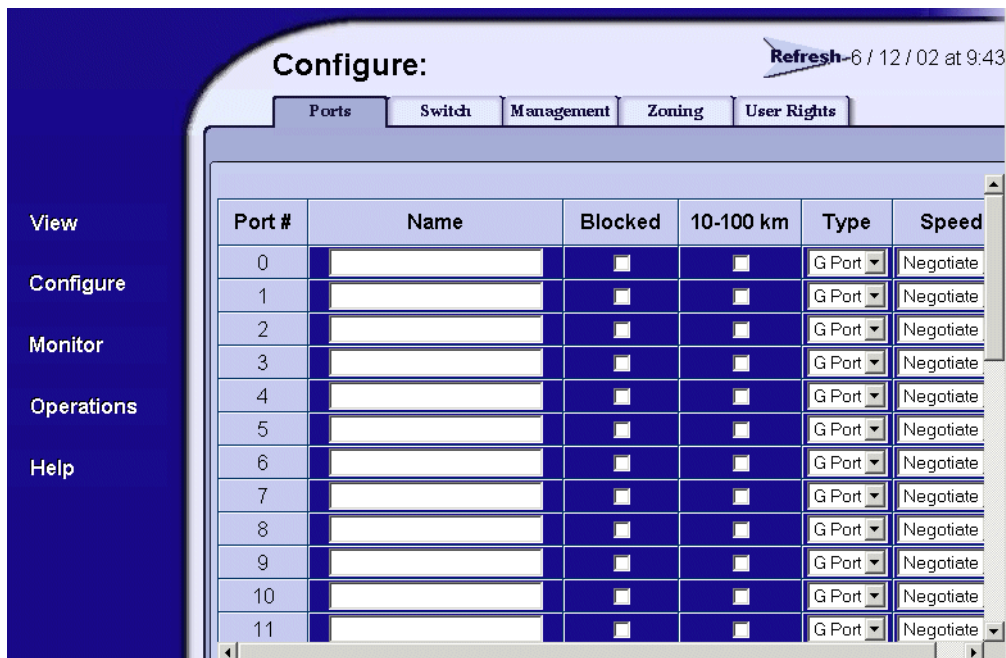 Configure:
Refresh-6 / 12 / 02 at 9:43
Ports Switch Management Zoning User Rights
View
Configure
Monitor
Operations
Help
Port # Name Blocked 10-100 km Type Speed
0 G Port Negotiate
1 G Port Negotiate
2 G Port Negotiate
3 G Port Negotiate
4 G Port Negotiate
5 G Port Negotiate
6 G Port Negotiate
7 G Port Negotiate
8 G Port Negotiate
9 G Port Negotiate
10 G Port Negotiate
11 G Port Negotiate